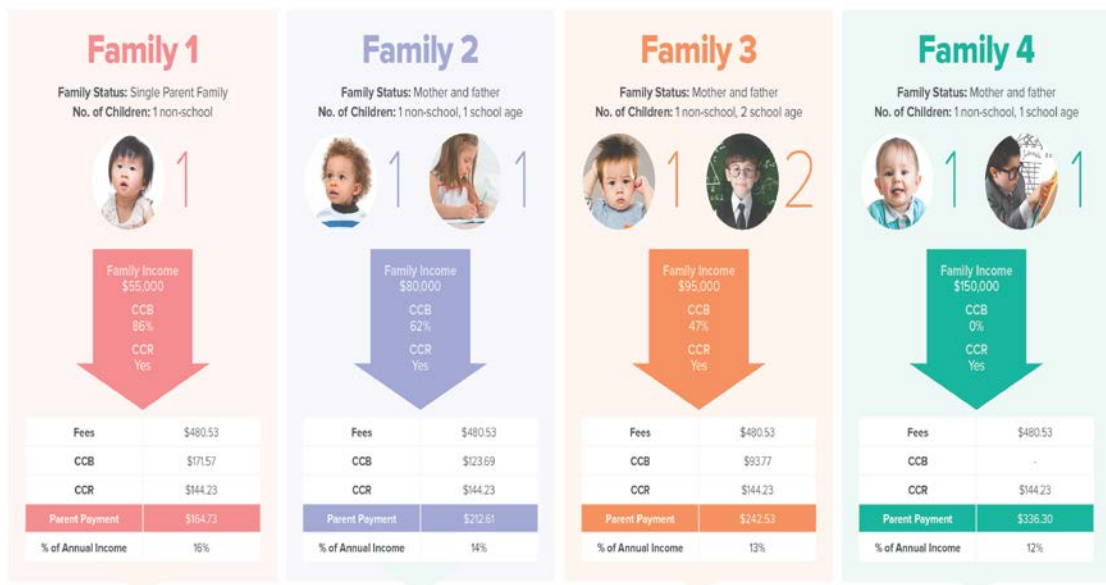 Family 1
Family Status: Single Parent Family
No. of Children: 1 non-school
1
Family Income
$55,000
CCB
86%
CCR
Yes
Fees $480.53
CCB $171.57
CCR $144.23
Parent Payment $164.73
% of Annual Income 16%
Family 2
Family Status: Mother and father
No. of Children: 1 non-school, 1 school age
1 1
Family Income
$80,000
CCB
62%
CCR
Yes
Fees $480.53
CCB $123.69
CCR $144.23
Parent Payment $212.61
% of Annual Income 14%
Family 3
Family Status: Mother and father
No. of Children: 1 non-school, 2 school age
1 2
Family Income
$95,000
CCB
47%
CCR
Yes
Fees $480.53
CCB $93.77
CCR $144.23
Parent Payment $242.53
% of Annual Income 13%
Family 4
Family Status: Mother and father
No. of Children: 1 non-school, 1 school age
1 1
Family Income
$150,000
CCB
0%
CCR
Yes
Fees $480.53
CCB -
CCR $144.23
Parent Payment $336.30
% of Annual Income 12%